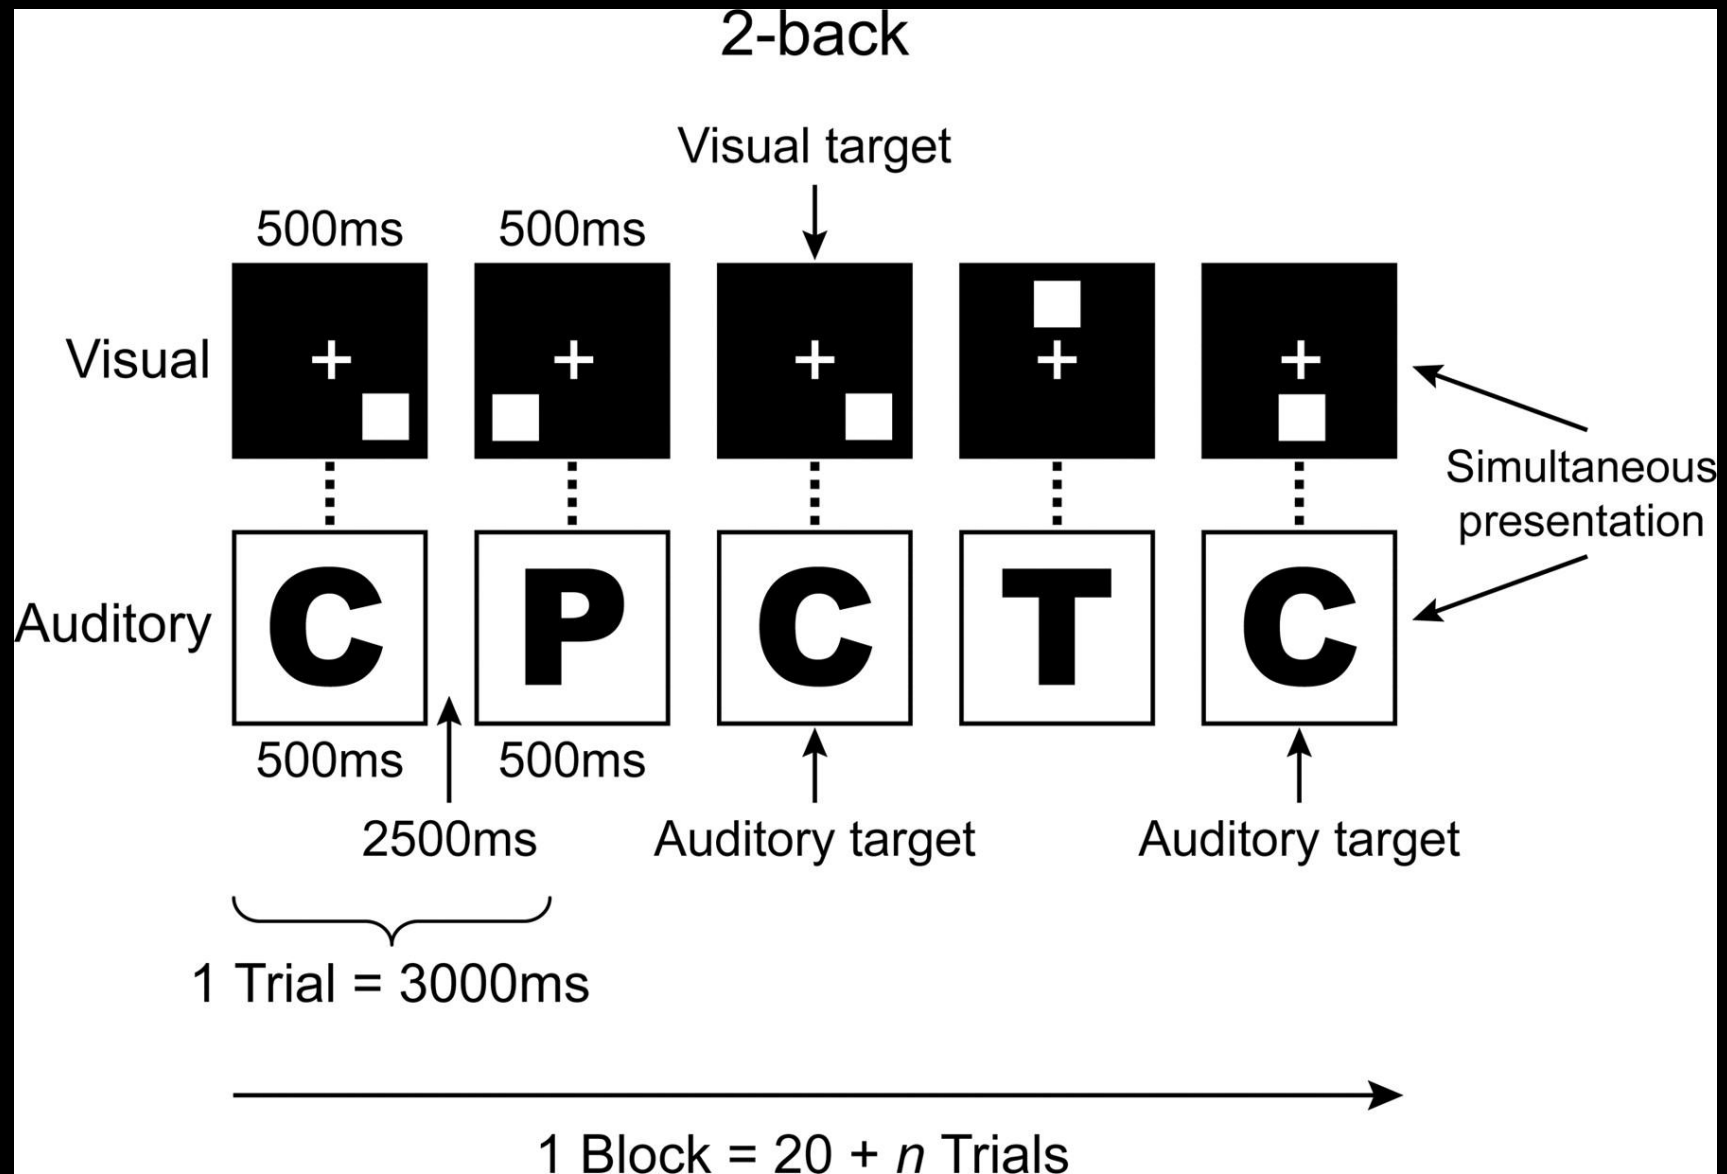 2-back
Visual target
500ms
500ms
Visual
Simultaneous
presentation
Auditory
C
P
C
T
C
500ms
500ms
2500ms
Auditory target
Auditory target
1 Trial = 3000ms
1 Block = 20 + n Trials